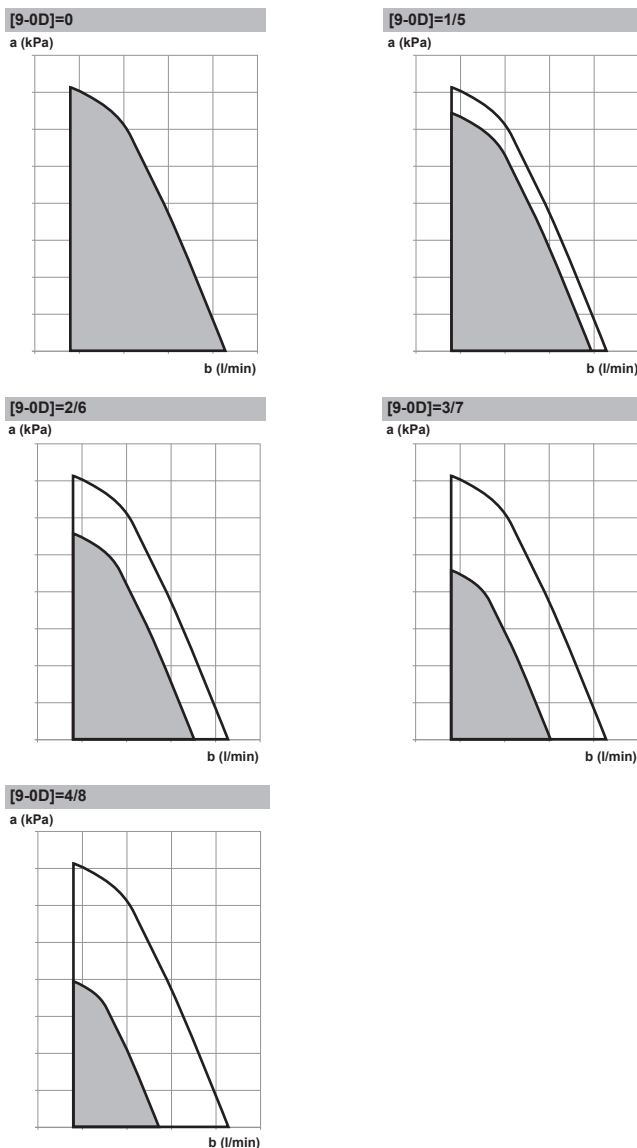 [9-0D]=0
a (kPa)
b (l/min)
[9-0D]=1/5
a (kPa)
b (l/min)
[9-0D]=2/6
a (kPa)
b (l/min)
[9-0D]=3/7
a (kPa)
b (l/min)
[9-0D]=4/8
a (kPa)
b (l/min)